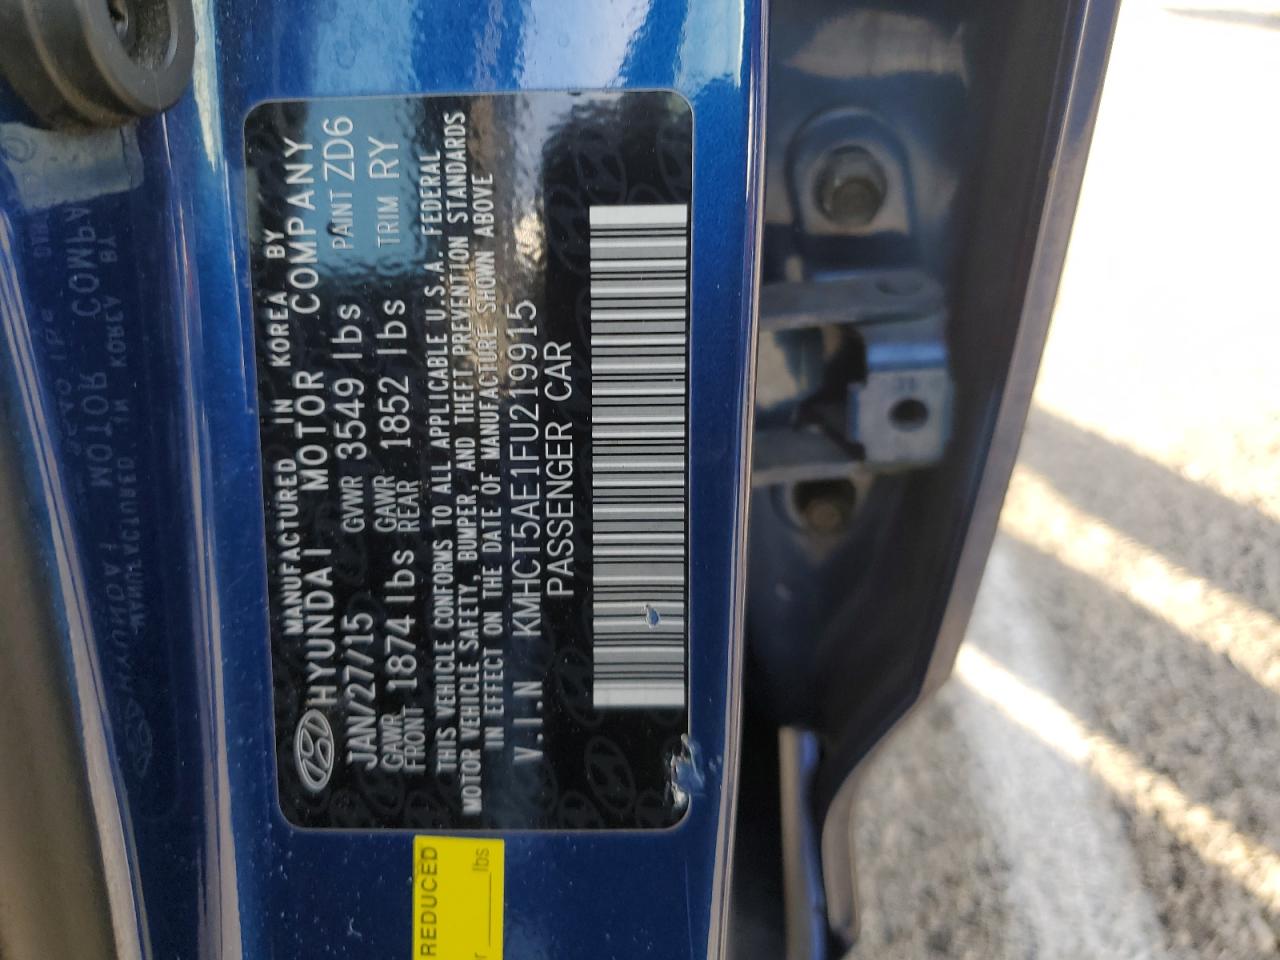 MANUFACTURED IN KOREA BY
HYUNDAI MOTOR COMPANY
JAN/27/15 GVWR 3549 lbs PAINT ZD6
GAWR FRONT 1874 lbs GAWR REAR 1852 lbs TRIM RY
THIS VEHICLE CONFORMS TO ALL APPLICABLE U.S.A. FEDERAL
MOTOR VEHICLE SAFETY, BUMPER, AND THEFT PREVENTION STANDARDS
IN EFFECT ON THE DATE OF MANUFACTURE SHOWN ABOVE
V.I.N KMHCT5AE1FU219915
PASSENGER CAR
REDUCED
lbs